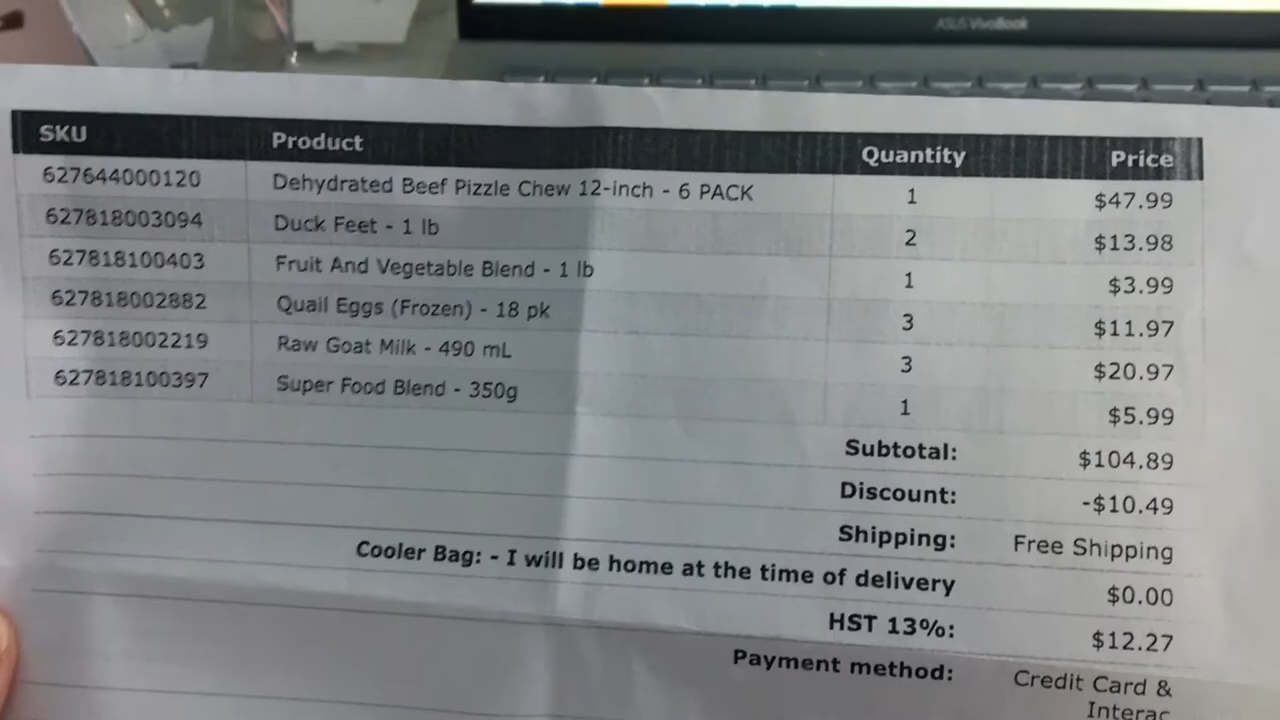 ASUS VivoBook
SKU Product Quantity Price
627644000120 Dehydrated Beef Pizzle Chew 12-inch - 6 PACK 1 $47.99
627818003094 Duck Feet - 1 lb 2 $13.98
627818100403 Fruit And Vegetable Blend - 1 lb 1 $3.99
627818002882 Quail Eggs (Frozen) - 18 pk 3 $11.97
627818002219 Raw Goat Milk - 490 mL 3 $20.97
627818100397 Super Food Blend - 350g 1 $5.99
Subtotal: $104.89
Discount: -$10.49
Shipping: Free Shipping
Cooler Bag: - I will be home at the time of delivery $0.00
HST 13%: $12.27
Payment method: Credit Card &
Interac